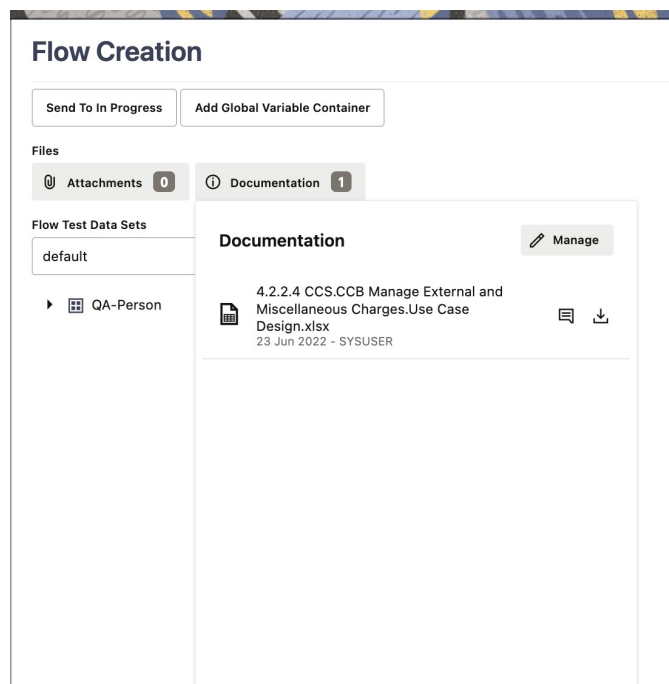 Flow Creation
Send To In Progress
Add Global Variable Container
Files
Attachments 0
Documentation 1
Flow Test Data Sets
default
QA-Person
Documentation
Manage
4.2.2.4 CCS.CCB Manage External and
Miscellaneous Charges.Use Case
Design.xlsx
23 Jun 2022 - SYSUSER